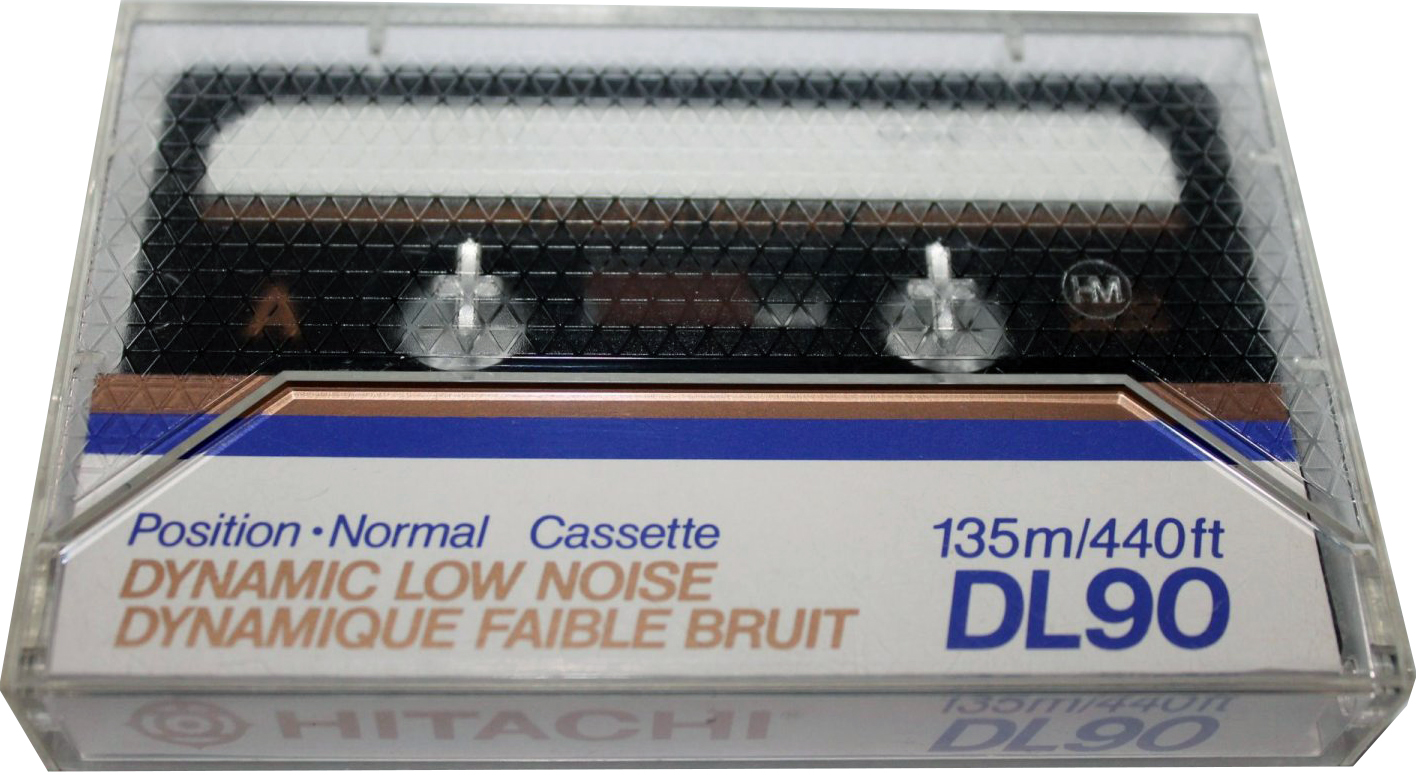 A
HM
Position • Normal Cassette
135m/440ft
DYNAMIC LOW NOISE
DYNAMIQUE FAIBLE BRUIT
DL90
HITACHI
135m/440ft
DL90